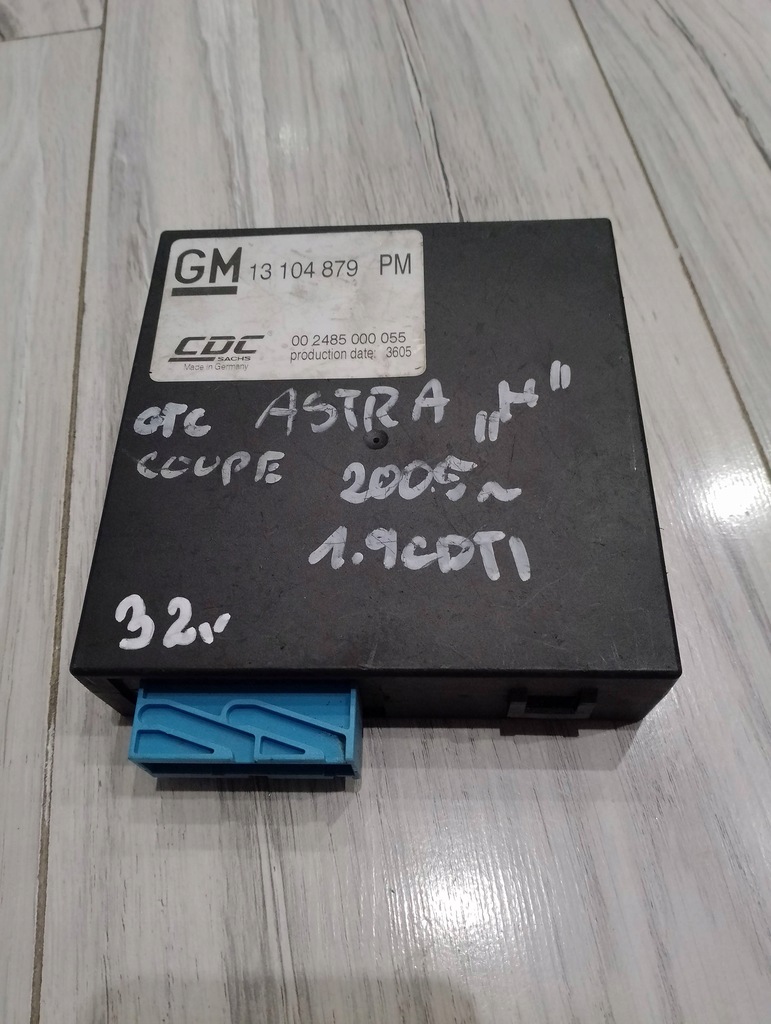 GM 13 104 879 PM
CDC 00 2485 000 055
SACHS production date: 3605
Made in Germany
GTC ASTRA „H"
COUPE 2005~
1.9CDTI
32r